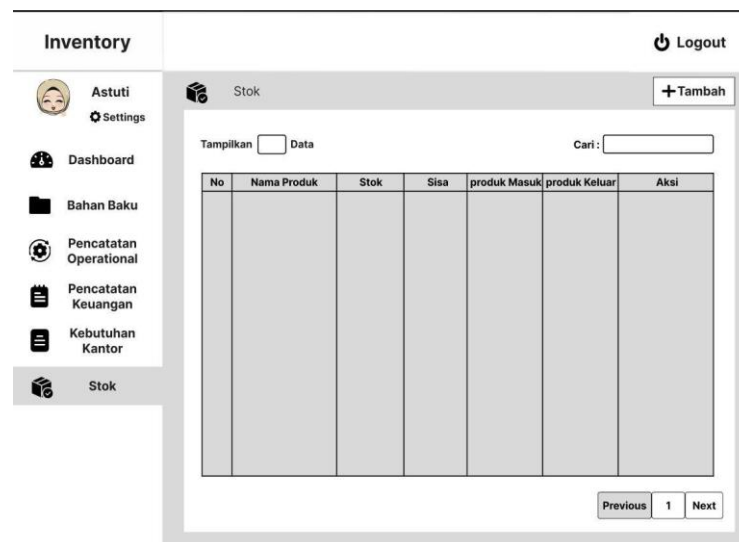 Inventory
Logout
Astuti
Settings
Stok
+Tambah
Tampilkan Data
Cari :
Dashboard
Bahan Baku
Pencatatan
Operational
Pencatatan
Keuangan
Kebutuhan
Kantor
Stok
No Nama Produk Stok Sisa produk Masuk produk Keluar Aksi
Previous 1 Next